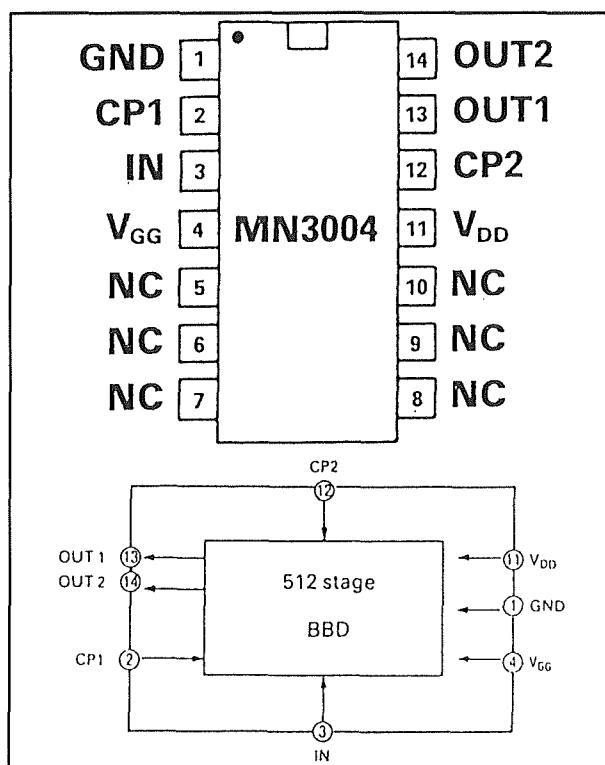 GND 1 14 OUT2
CP1 2 13 OUT1
IN 3 12 CP2
VGG 4 MN3004 11 VDD
NC 5 10 NC
NC 6 9 NC
NC 7 8 NC
CP2
12
OUT 1 13 11 VDD
OUT 2 14 512 stage 1 GND
BBD
CP1 2 4 VGG
3
IN